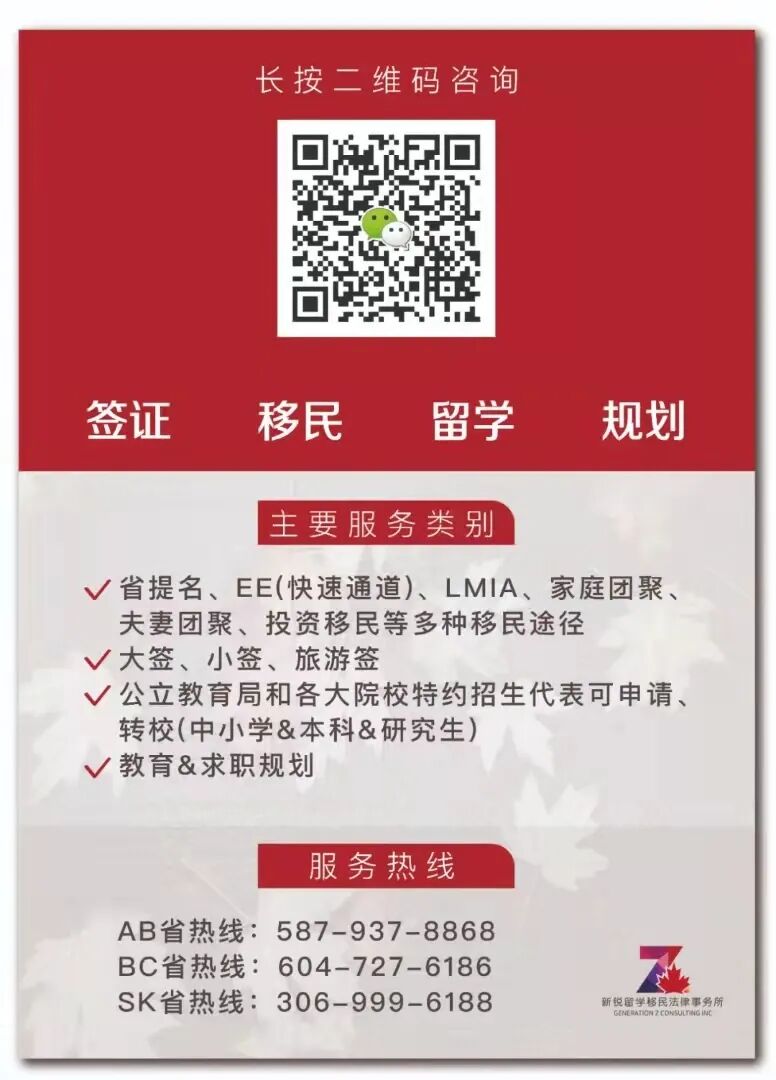 长按二维码咨询
签证 移民 留学 规划
主要服务类别
省提名、EE(快速通道)、LMIA、家庭团聚、
夫妻团聚、投资移民等多种移民途径
大签、小签、旅游签
公立教育局和各大院校特约招生代表可申请、
转校(中小学&本科&研究生)
教育&求职规划
服务热线
AB省热线：587-937-8868
BC省热线：604-727-6186
SK省热线：306-999-6188
新锐留学移民法律事务所
GENERATION Z CONSULTING INC